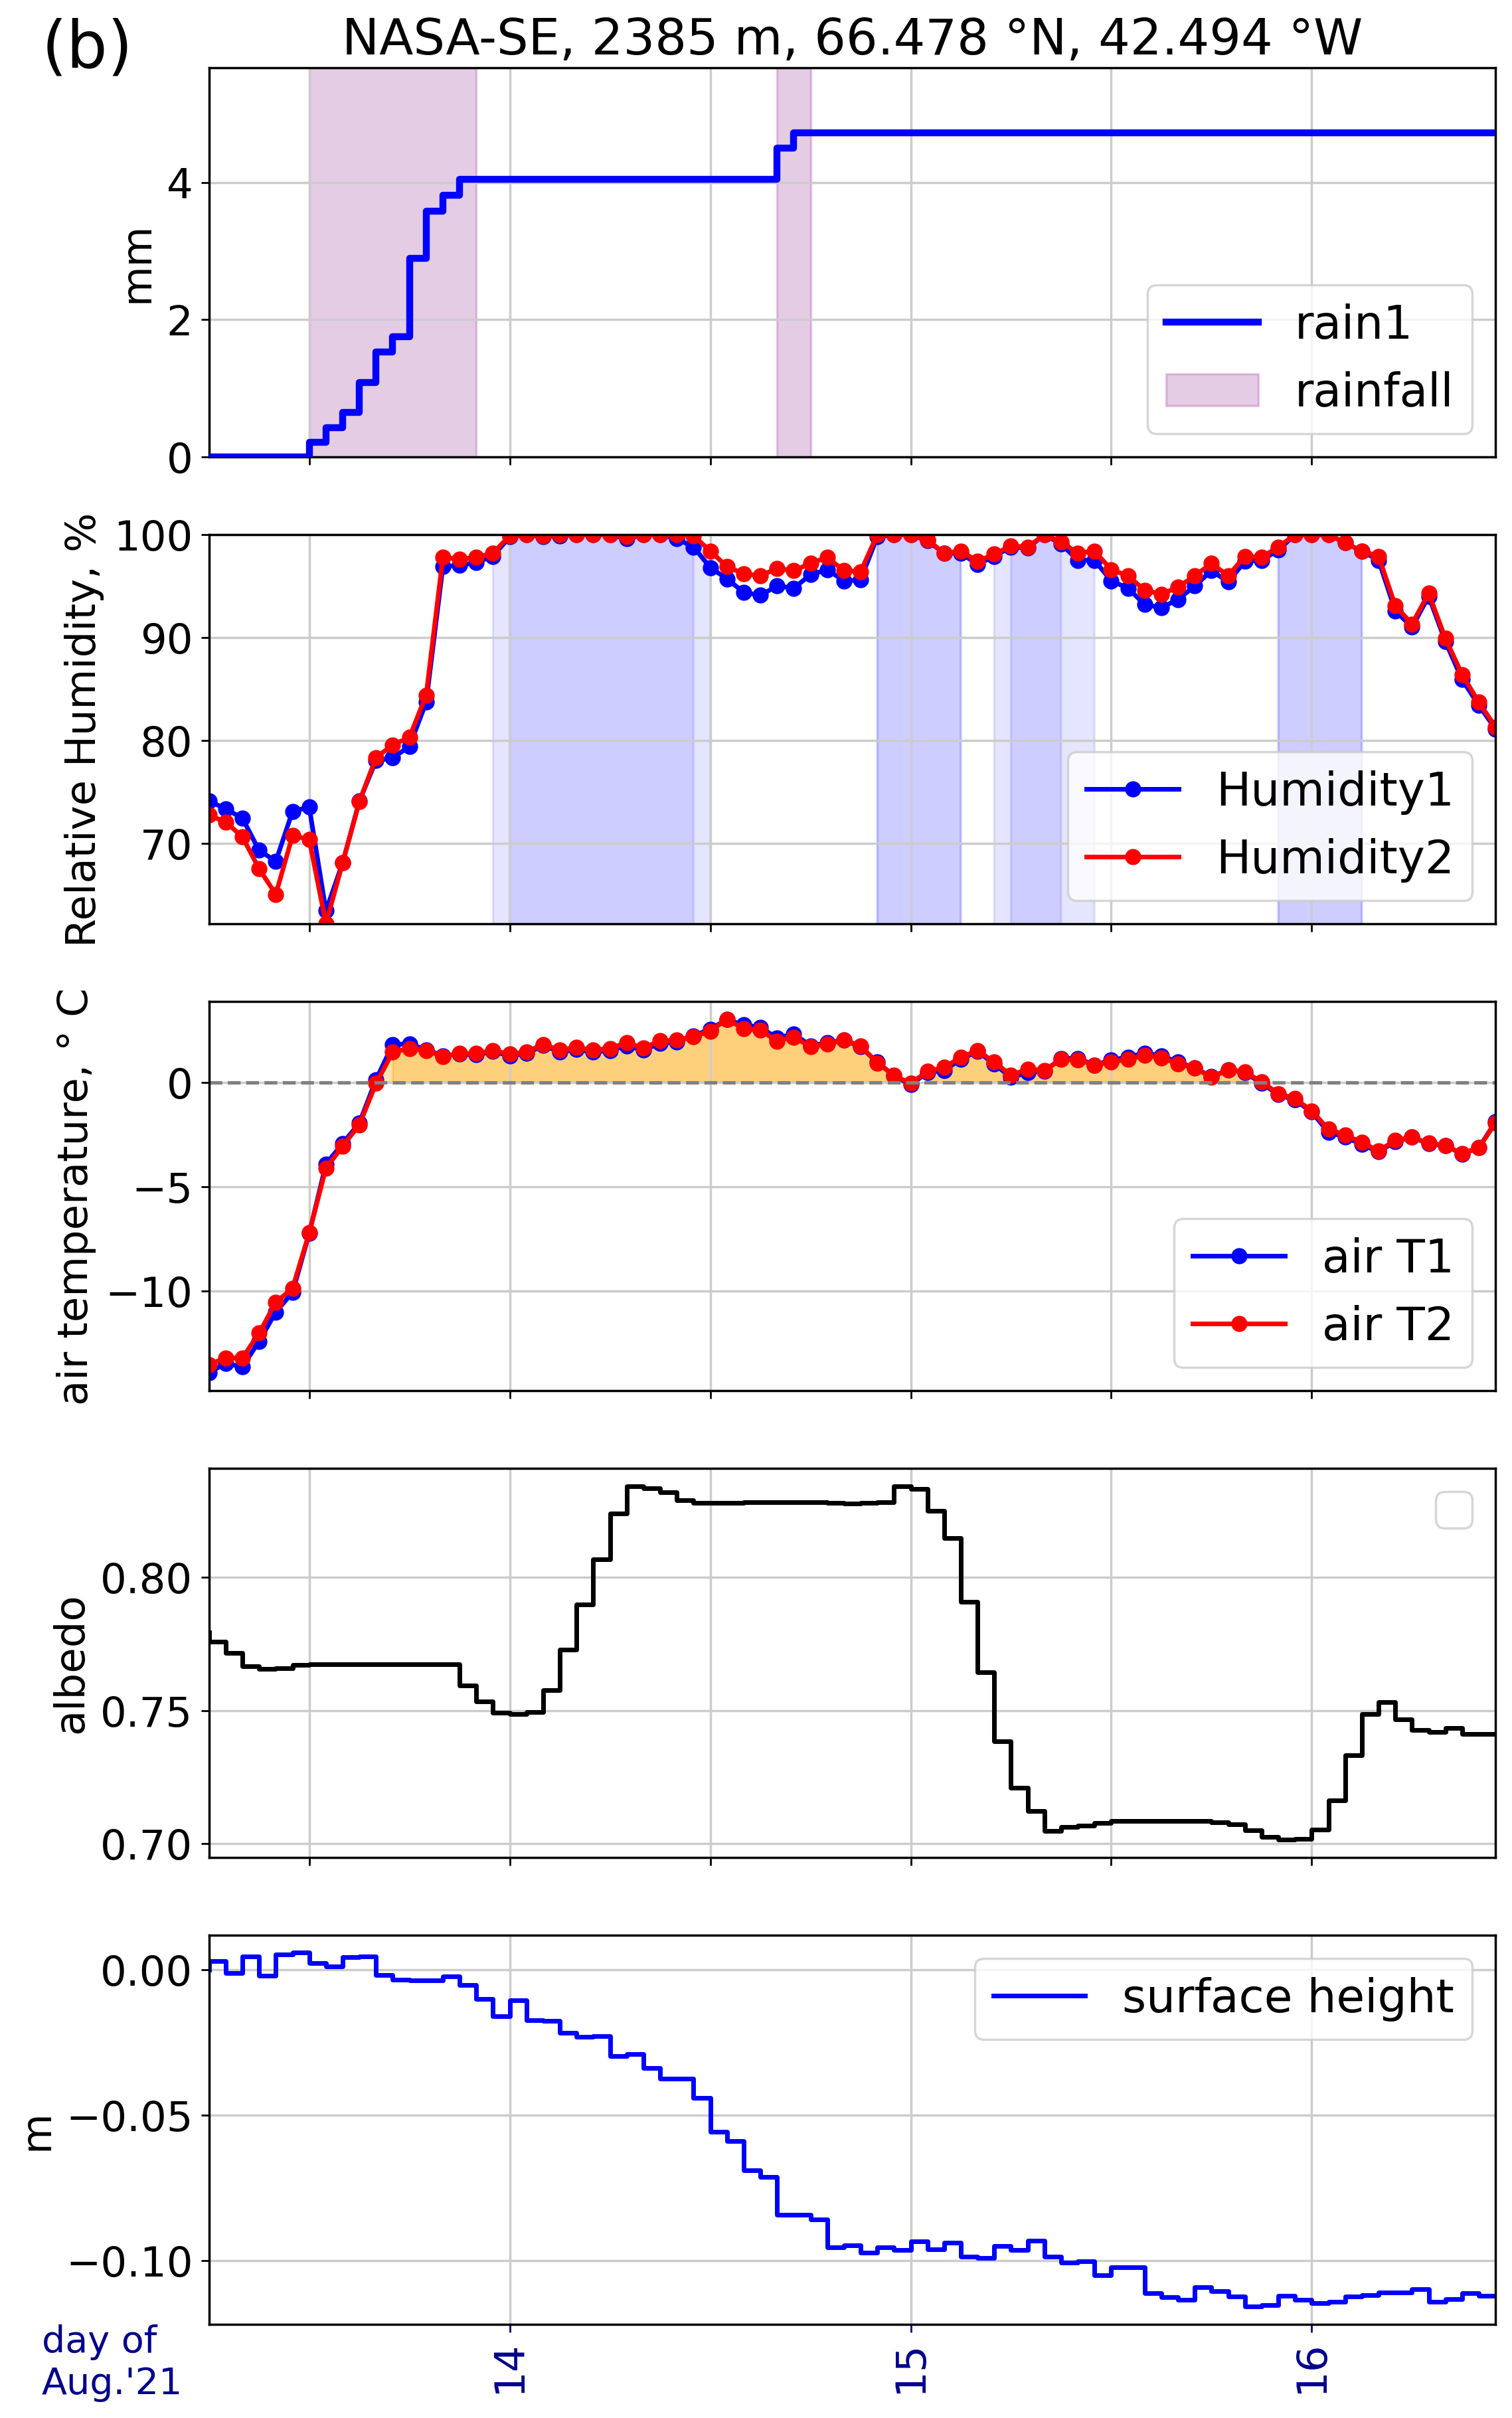 (b)
NASA-SE, 2385 m, 66.478 °N, 42.494 °W
mm
4
2
0
rain1
rainfall
Relative Humidity, %
100
90
80
70
Humidity1
Humidity2
air temperature, ° C
0
−5
−10
air T1
air T2
albedo
0.80
0.75
0.70
m
0.00
−0.05
−0.10
surface height
day of
Aug.'21
14
15
16